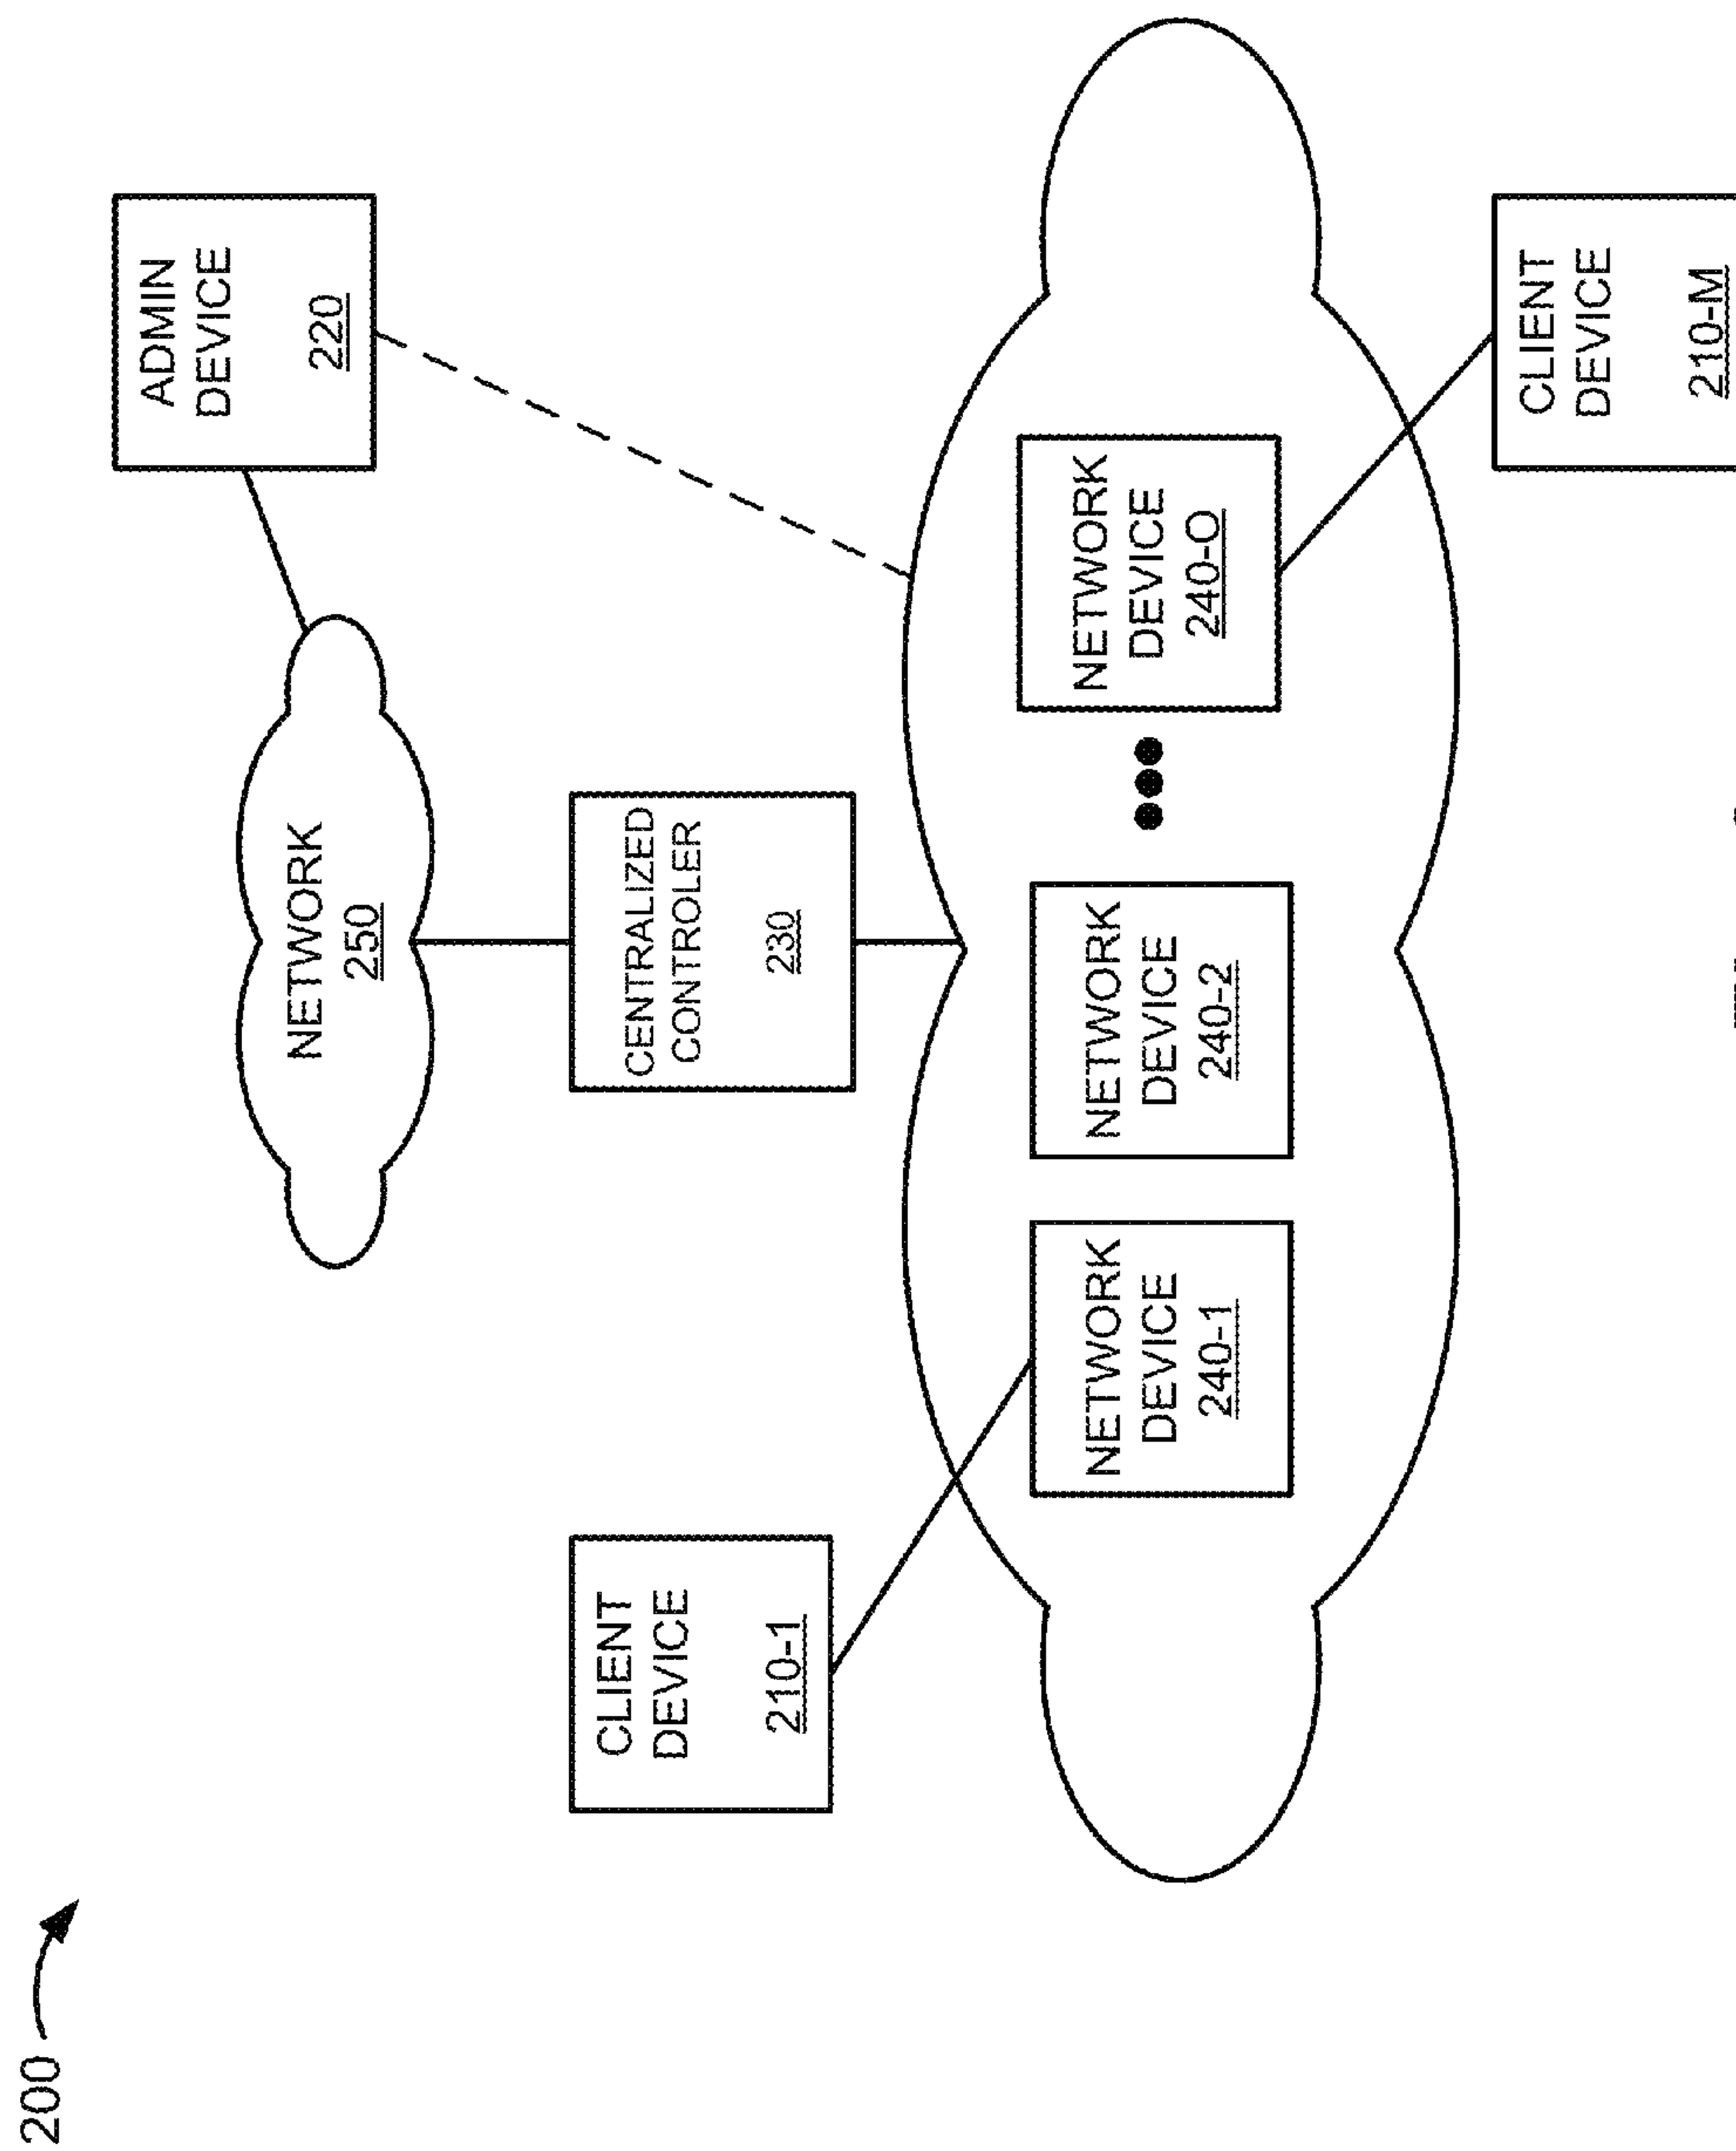 200
ADMIN
DEVICE
220
NETWORK
250
CENTRALIZED
CONTROLER
230
CLIENT
DEVICE
210-1
NETWORK
DEVICE
240-1
NETWORK
DEVICE
240-2
NETWORK
DEVICE
240-O
CLIENT
DEVICE
210-M